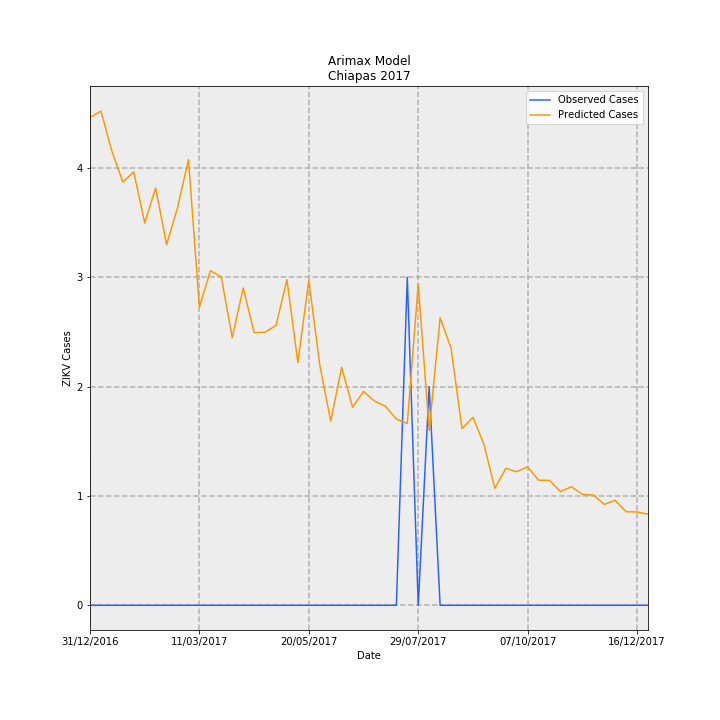 Arimax Model
Chiapas 2017
Observed Cases
Predicted Cases
4
3
2
1
0
ZIKV Cases
31/12/2016 11/03/2017 20/05/2017 29/07/2017 07/10/2017 16/12/2017
Date